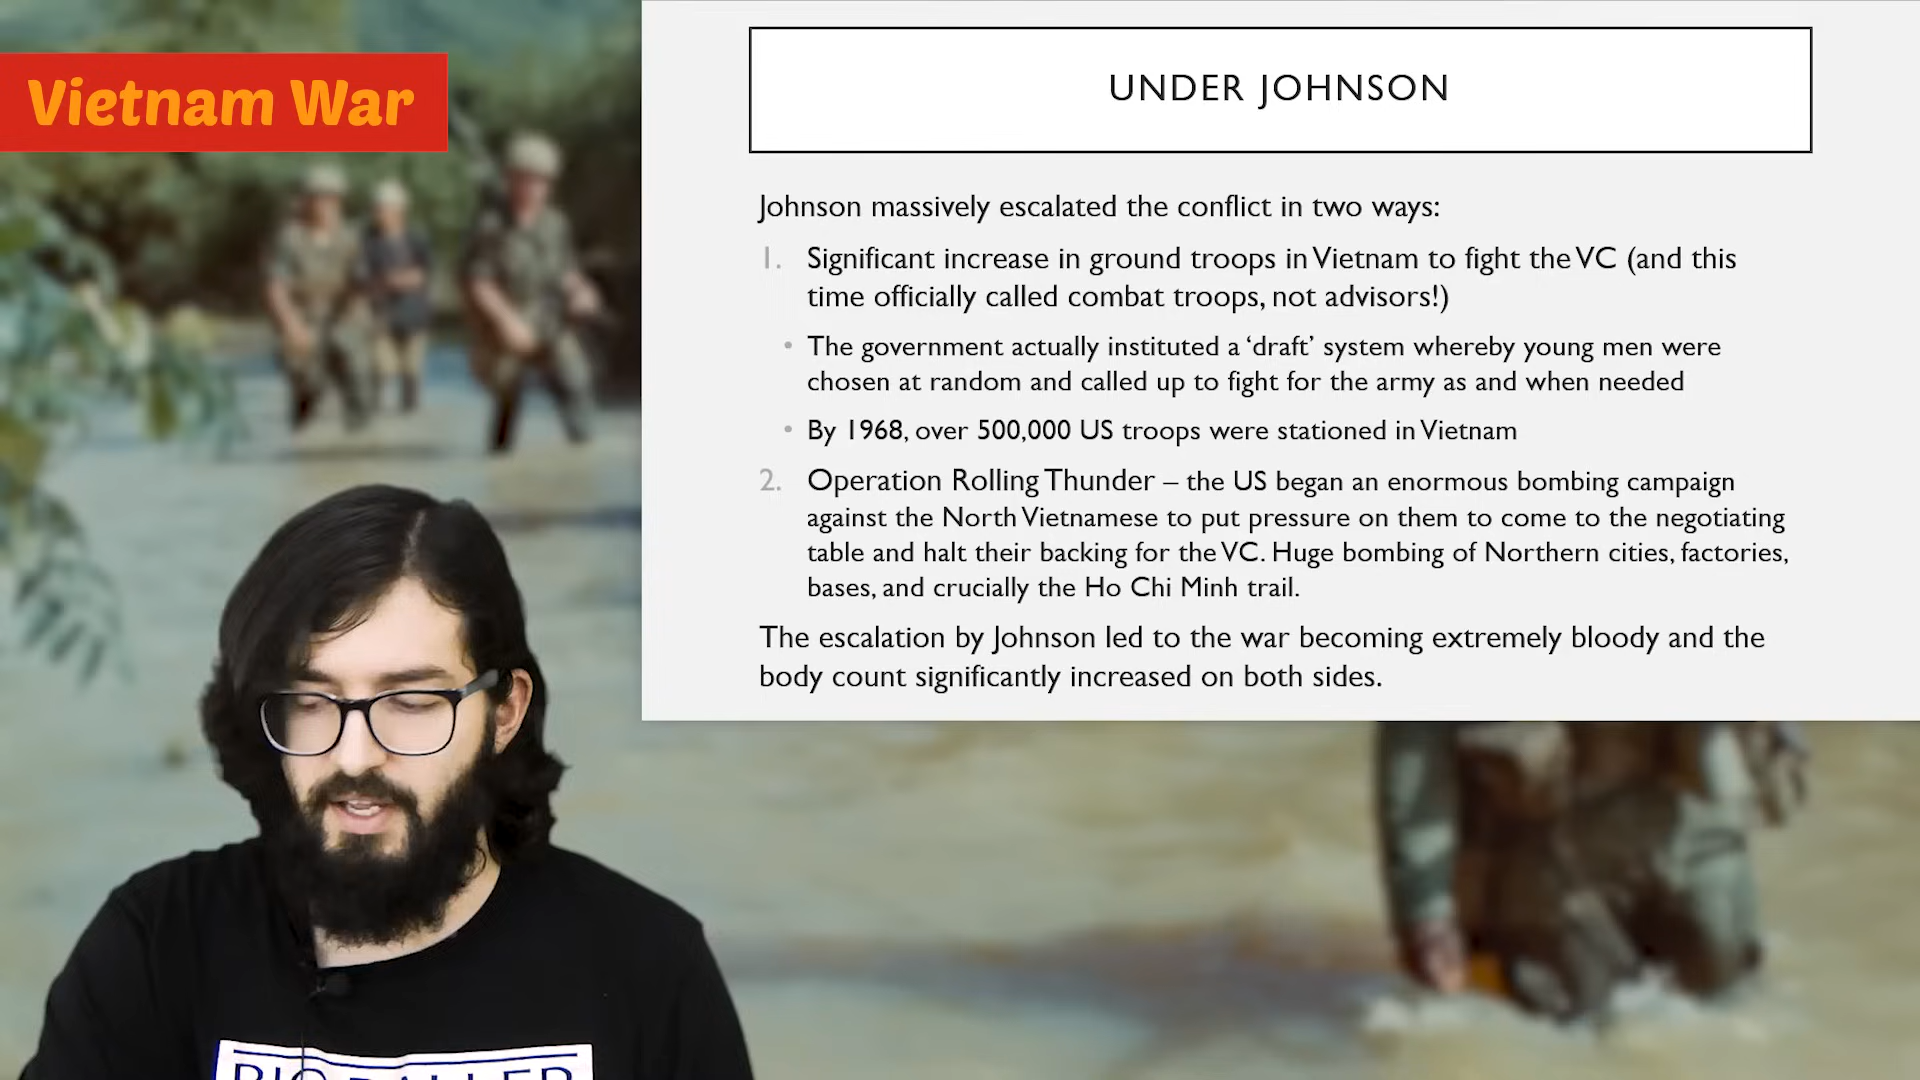 Vietnam War
UNDER JOHNSON
Johnson massively escalated the conflict in two ways:
1. Significant increase in ground troops in Vietnam to fight the VC (and this
time officially called combat troops, not advisors!)
• The government actually instituted a ‘draft’ system whereby young men were
chosen at random and called up to fight for the army as and when needed
• By 1968, over 500,000 US troops were stationed in Vietnam
2. Operation Rolling Thunder – the US began an enormous bombing campaign
against the North Vietnamese to put pressure on them to come to the negotiating
table and halt their backing for the VC. Huge bombing of Northern cities, factories,
bases, and crucially the Ho Chi Minh trail.
The escalation by Johnson led to the war becoming extremely bloody and the
body count significantly increased on both sides.